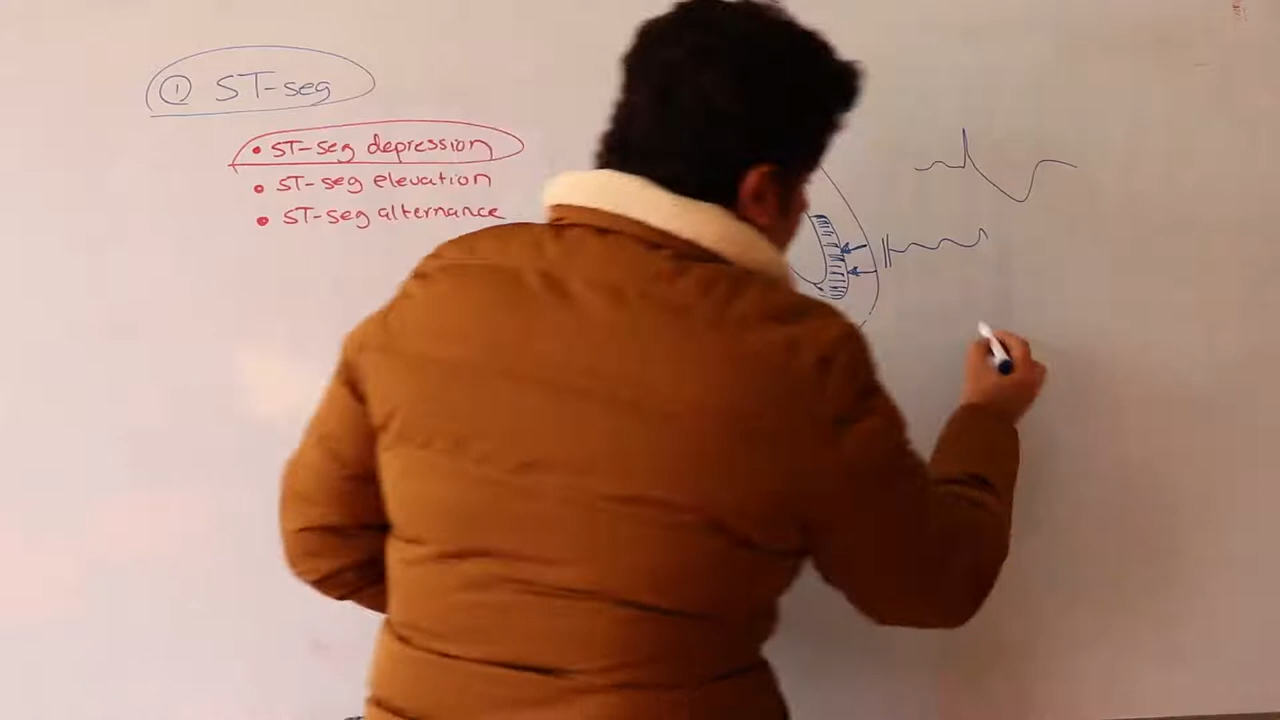 ① ST-seg
• ST-seg depression
• ST-seg elevation
• ST-seg alternance